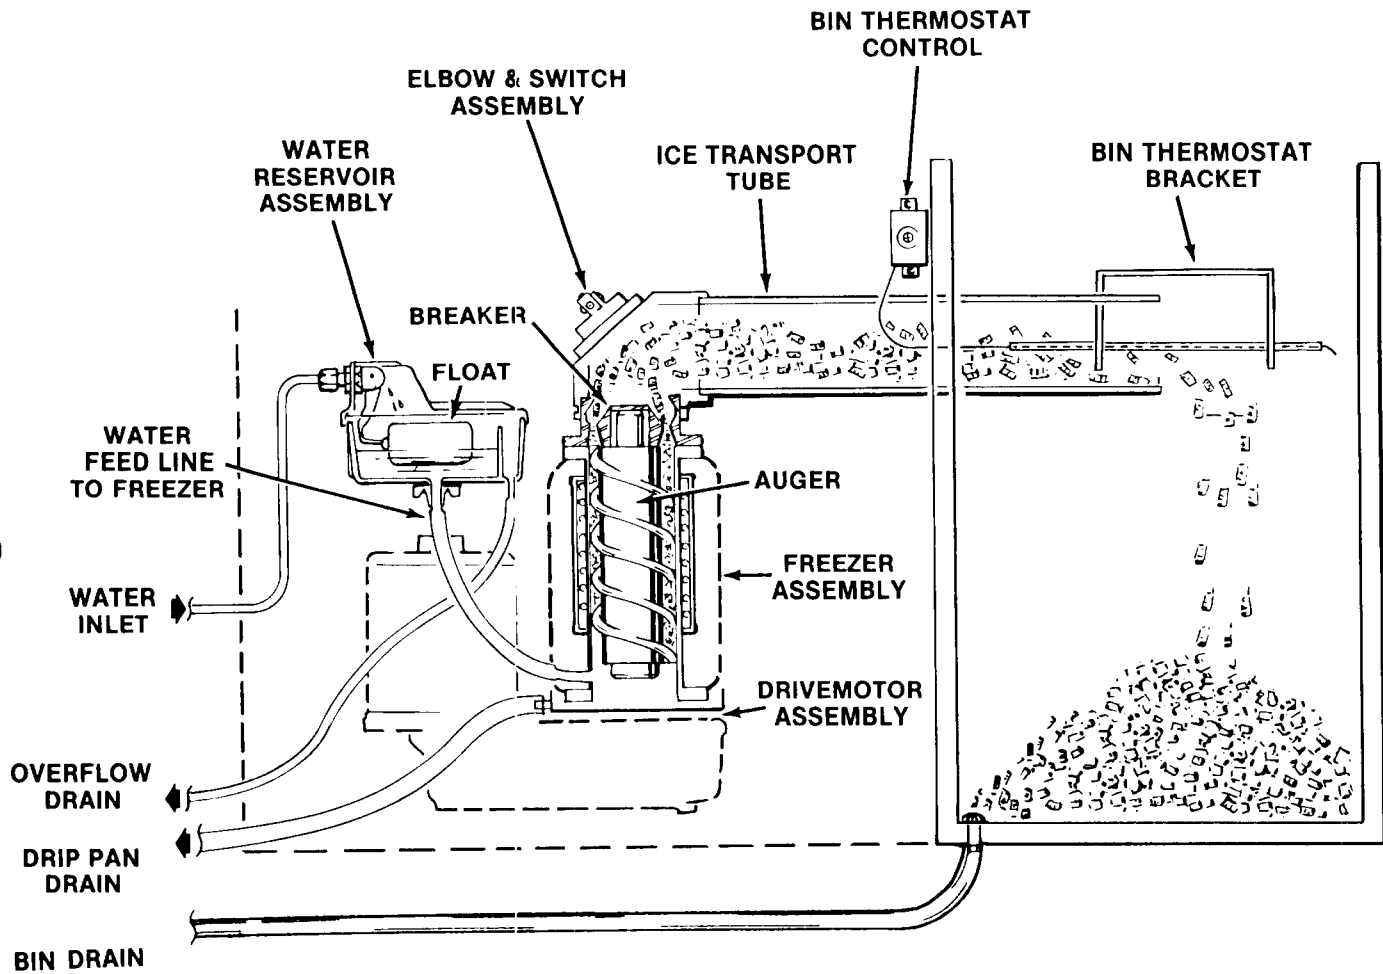 BIN THERMOSTAT
CONTROL
ELBOW & SWITCH
ASSEMBLY
WATER
RESERVOIR
ASSEMBLY
ICE TRANSPORT
TUBE
BIN THERMOSTAT
BRACKET
BREAKER
FLOAT
WATER
FEED LINE
TO FREEZER
AUGER
FREEZER
ASSEMBLY
WATER
INLET
DRIVEMOTOR
ASSEMBLY
OVERFLOW
DRAIN
DRIP PAN
DRAIN
BIN DRAIN